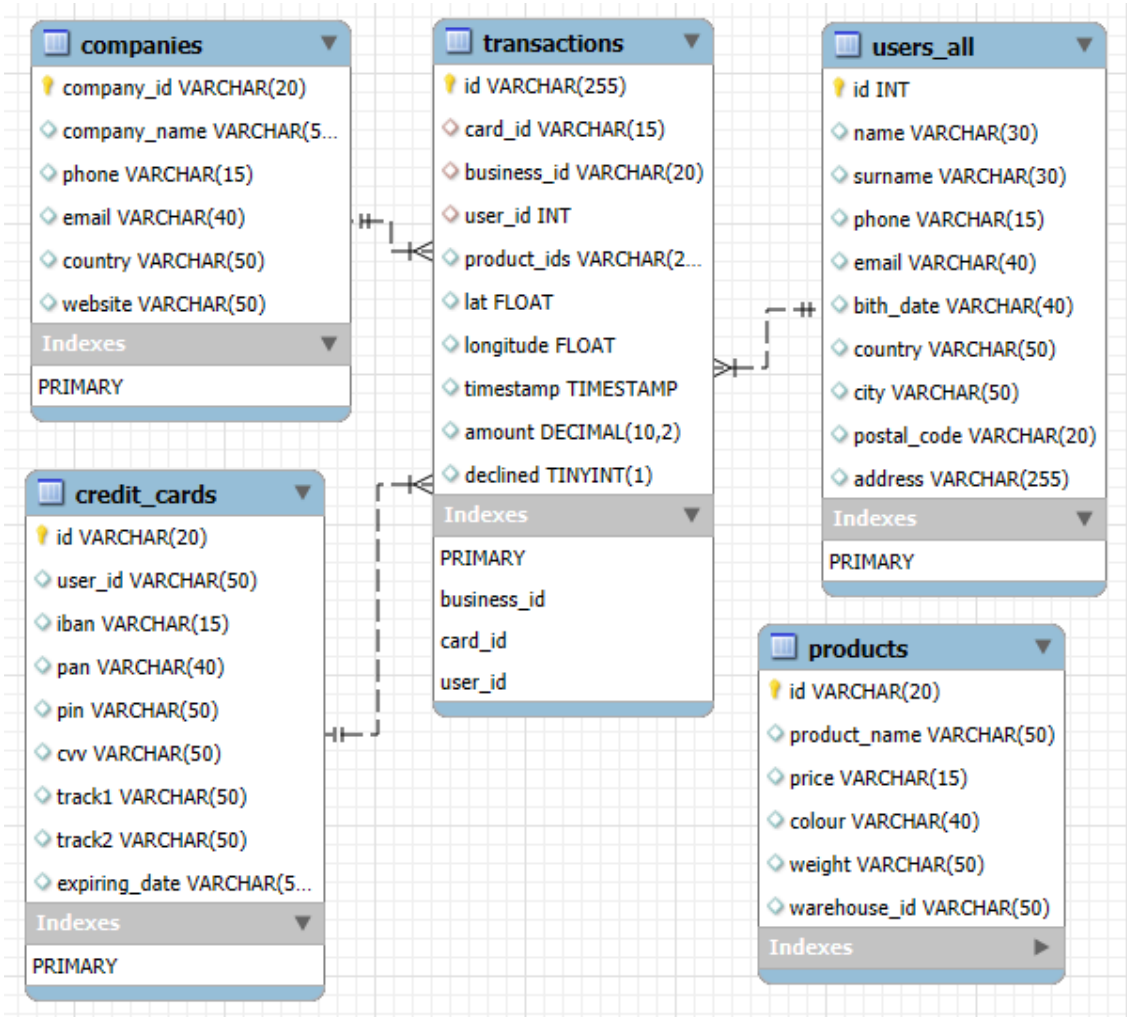 companies
company_id VARCHAR(20)
company_name VARCHAR(5...
phone VARCHAR(15)
email VARCHAR(40)
country VARCHAR(50)
website VARCHAR(50)
Indexes
PRIMARY
transactions
id VARCHAR(255)
card_id VARCHAR(15)
business_id VARCHAR(20)
user_id INT
product_ids VARCHAR(2...
lat FLOAT
longitude FLOAT
timestamp TIMESTAMP
amount DECIMAL(10,2)
declined TINYINT(1)
Indexes
PRIMARY
business_id
card_id
user_id
users_all
id INT
name VARCHAR(30)
surname VARCHAR(30)
phone VARCHAR(15)
email VARCHAR(40)
bith_date VARCHAR(40)
country VARCHAR(50)
city VARCHAR(50)
postal_code VARCHAR(20)
address VARCHAR(255)
Indexes
PRIMARY
credit_cards
id VARCHAR(20)
user_id VARCHAR(50)
iban VARCHAR(15)
pan VARCHAR(40)
pin VARCHAR(50)
cvv VARCHAR(50)
track1 VARCHAR(50)
track2 VARCHAR(50)
expiring_date VARCHAR(5...
Indexes
PRIMARY
products
id VARCHAR(20)
product_name VARCHAR(50)
price VARCHAR(15)
colour VARCHAR(40)
weight VARCHAR(50)
warehouse_id VARCHAR(50)
Indexes